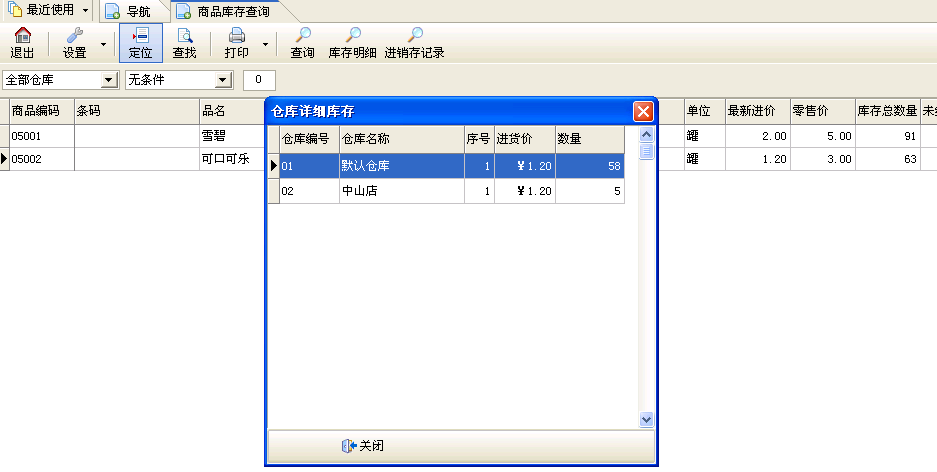 最近使用 导航 商品库存查询
退出 设置 定位 查找 打印 查询 库存明细 进销存记录
全部仓库 无条件 0
商品编码 条码 品名 单位 最新进价 零售价 库存总数量
05001 雪碧 罐 2.00 5.00 91
05002 可口可乐 罐 1.20 3.00 63
仓库详细库存
仓库编号 仓库名称 序号 进货价 数量
01 默认仓库 1 ¥1.20 58
02 中山店 1 ¥1.20 5
关闭